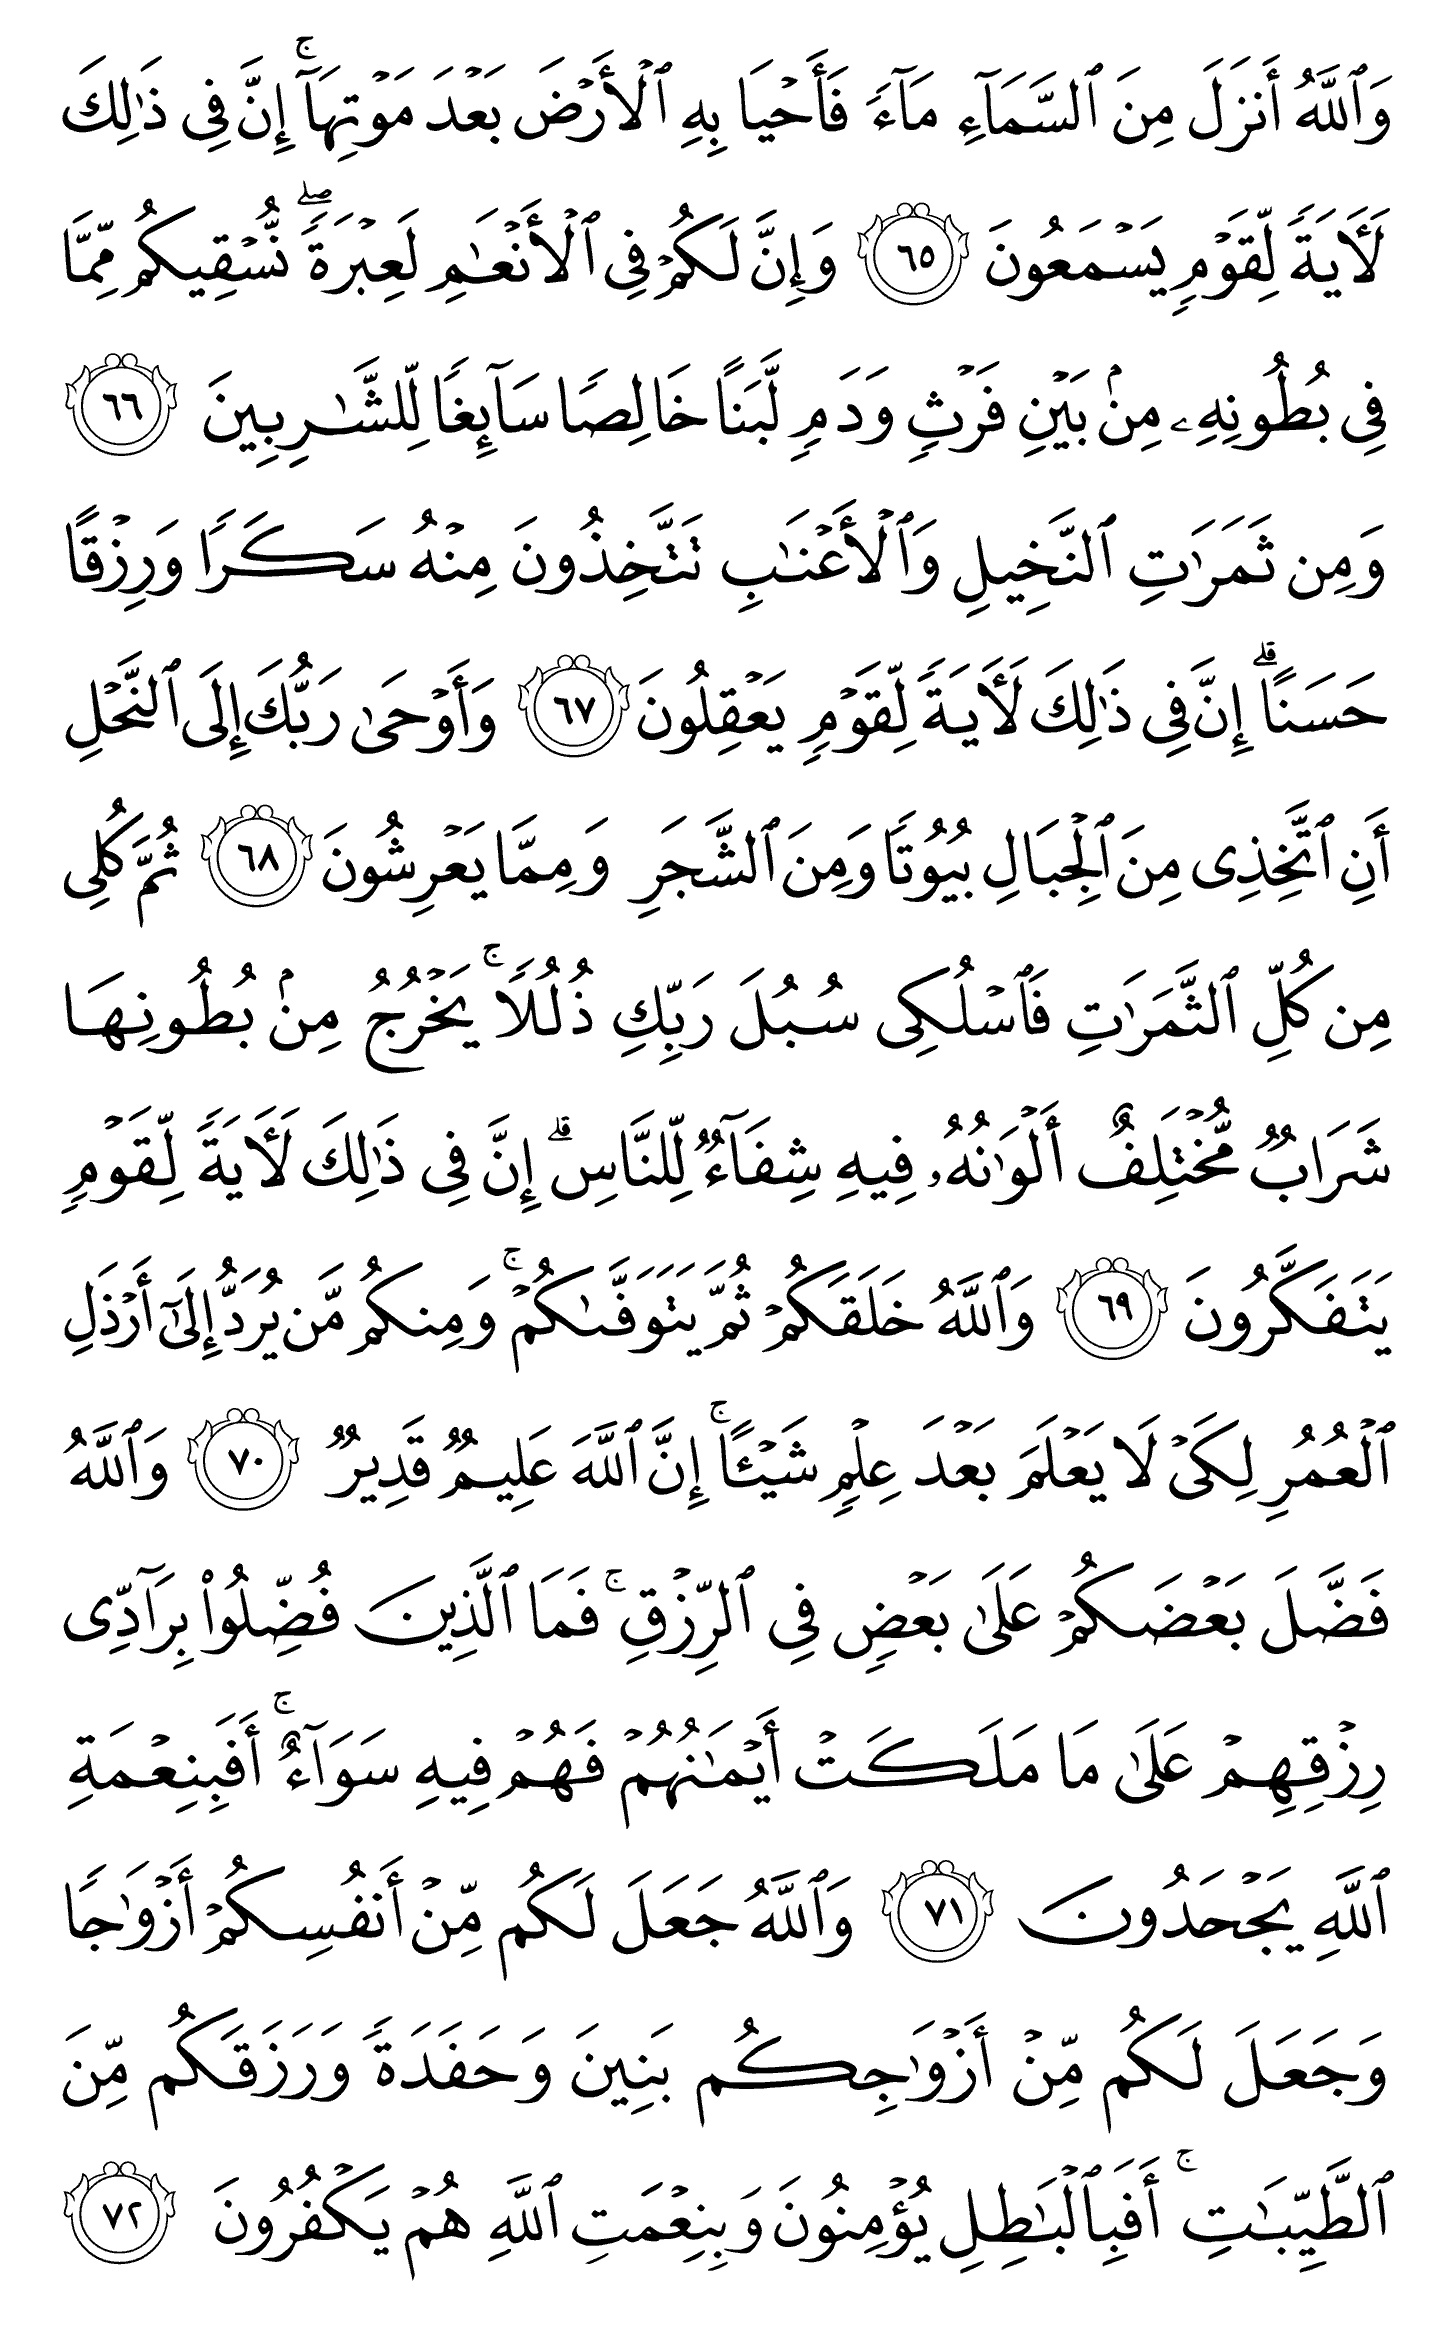 وَٱللَّهُ أَنزَلَ مِنَ ٱلسَّمَآءِ مَآءً فَأَحْيَا بِهِ ٱلْأَرْضَ بَعْدَ مَوْتِهَآ ۚ إِنَّ فِى ذَٰلِكَ
لَـَٔايَةً لِّقَوْمٍ يَسْمَعُونَ ٦٥ وَإِنَّ لَكُمْ فِى ٱلْأَنْعَـٰمِ لَعِبْرَةً ۖ نُّسْقِيكُم مِّمَّا
فِى بُطُونِهِۦ مِنۢ بَيْنِ فَرْثٍ وَدَمٍ لَّبَنًا خَالِصًا سَآئِغًا لِّلشَّـٰرِبِينَ ٦٦
وَمِن ثَمَرَٰتِ ٱلنَّخِيلِ وَٱلْأَعْنَـٰبِ تَتَّخِذُونَ مِنْهُ سَكَرًا وَرِزْقًا
حَسَنًا ۗ إِنَّ فِى ذَٰلِكَ لَـَٔايَةً لِّقَوْمٍ يَعْقِلُونَ ٦٧ وَأَوْحَىٰ رَبُّكَ إِلَى ٱلنَّحْلِ
أَنِ ٱتَّخِذِى مِنَ ٱلْجِبَالِ بُيُوتًا وَمِنَ ٱلشَّجَرِ وَمِمَّا يَعْرِشُونَ ٦٨ ثُمَّ كُلِى
مِن كُلِّ ٱلثَّمَرَٰتِ فَٱسْلُكِى سُبُلَ رَبِّكِ ذُلُلًا ۚ يَخْرُجُ مِنۢ بُطُونِهَا
شَرَابٌ مُّخْتَلِفٌ أَلْوَٰنُهُۥ فِيهِ شِفَآءٌ لِّلنَّاسِ ۗ إِنَّ فِى ذَٰلِكَ لَـَٔايَةً لِّقَوْمٍ
يَتَفَكَّرُونَ ٦٩ وَٱللَّهُ خَلَقَكُمْ ثُمَّ يَتَوَفَّىٰكُمْ ۚ وَمِنكُم مَّن يُرَدُّ إِلَىٰٓ أَرْذَلِ
ٱلْعُمُرِ لِكَىْ لَا يَعْلَمَ بَعْدَ عِلْمٍ شَيْـًٔا ۚ إِنَّ ٱللَّهَ عَلِيمٌ قَدِيرٌ ٧٠ وَٱللَّهُ
فَضَّلَ بَعْضَكُمْ عَلَىٰ بَعْضٍ فِى ٱلرِّزْقِ ۚ فَمَا ٱلَّذِينَ فُضِّلُوا۟ بِرَآدِّى
رِزْقِهِمْ عَلَىٰ مَا مَلَكَتْ أَيْمَـٰنُهُمْ فَهُمْ فِيهِ سَوَآءٌ ۚ أَفَبِنِعْمَةِ
ٱللَّهِ يَجْحَدُونَ ٧١ وَٱللَّهُ جَعَلَ لَكُم مِّنْ أَنفُسِكُمْ أَزْوَٰجًا
وَجَعَلَ لَكُم مِّنْ أَزْوَٰجِكُم بَنِينَ وَحَفَدَةً وَرَزَقَكُم مِّنَ
ٱلطَّيِّبَـٰتِ ۚ أَفَبِٱلْبَـٰطِلِ يُؤْمِنُونَ وَبِنِعْمَتِ ٱللَّهِ هُمْ يَكْفُرُونَ ٧٢